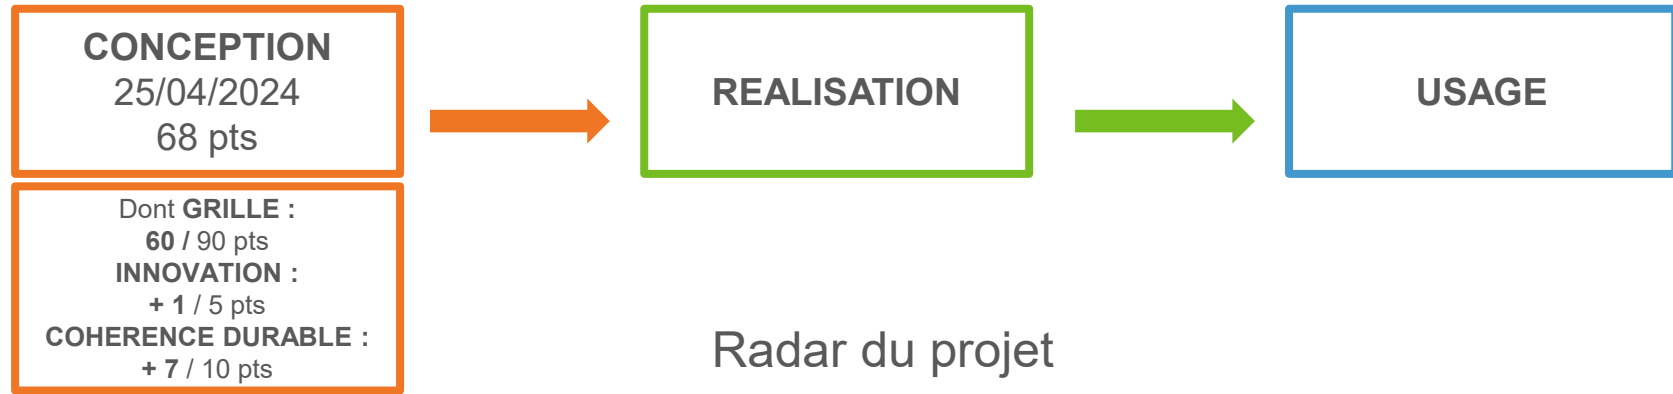 CONCEPTION
25/04/2024
68 pts
REALISATION
USAGE
Dont GRILLE :
60 / 90 pts
INNOVATION :
+ 1 / 5 pts
COHERENCE DURABLE :
+ 7 / 10 pts
Radar du projet